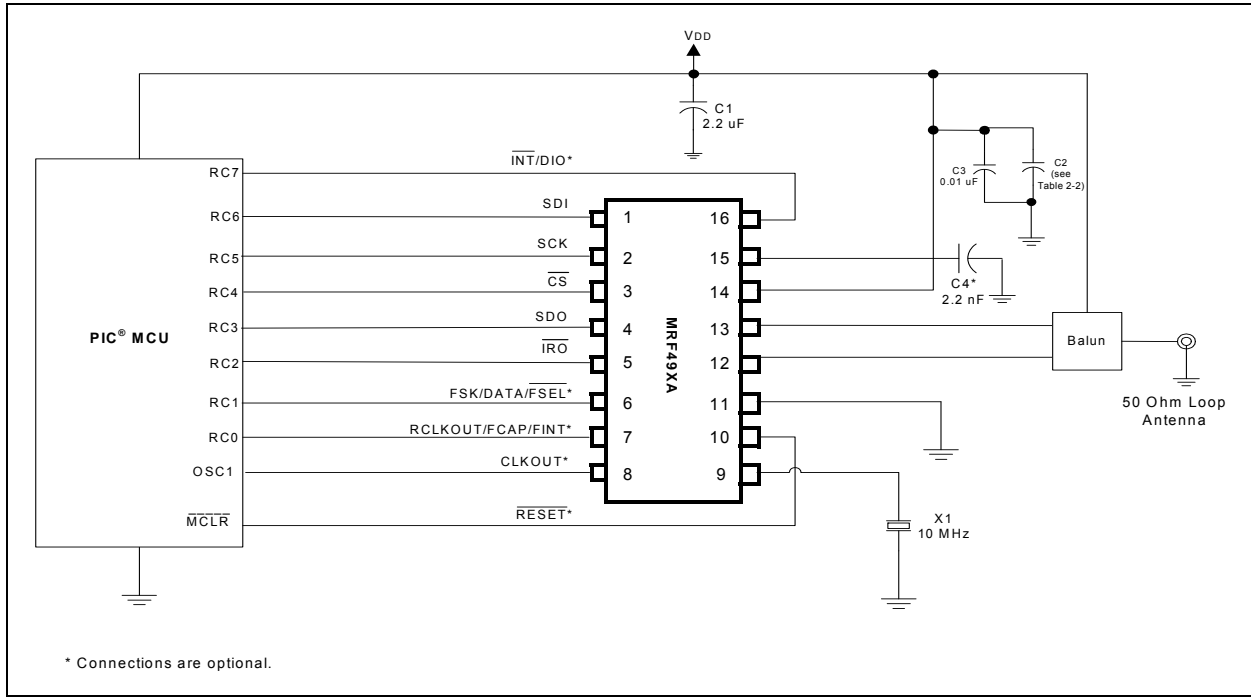 VDD
C1
2.2 uF
INT/DIO*
RC7
SDI
RC6
1
16
C3
0.01 uF
C2
(see
Table 2-2)
SCK
RC5
2
15
CS
RC4
3
14
C4*
2.2 nF
PIC® MCU
SDO
RC3
4
13
MRF49XA
Balun
IRO
RC2
5
12
50 Ohm Loop
Antenna
FSK/DATA/FSEL*
RC1
6
11
RCLKOUT/FCAP/FINT*
RC0
7
10
CLKOUT*
OSC1
8
9
RESET*
MCLR
X1
10 MHz
* Connections are optional.